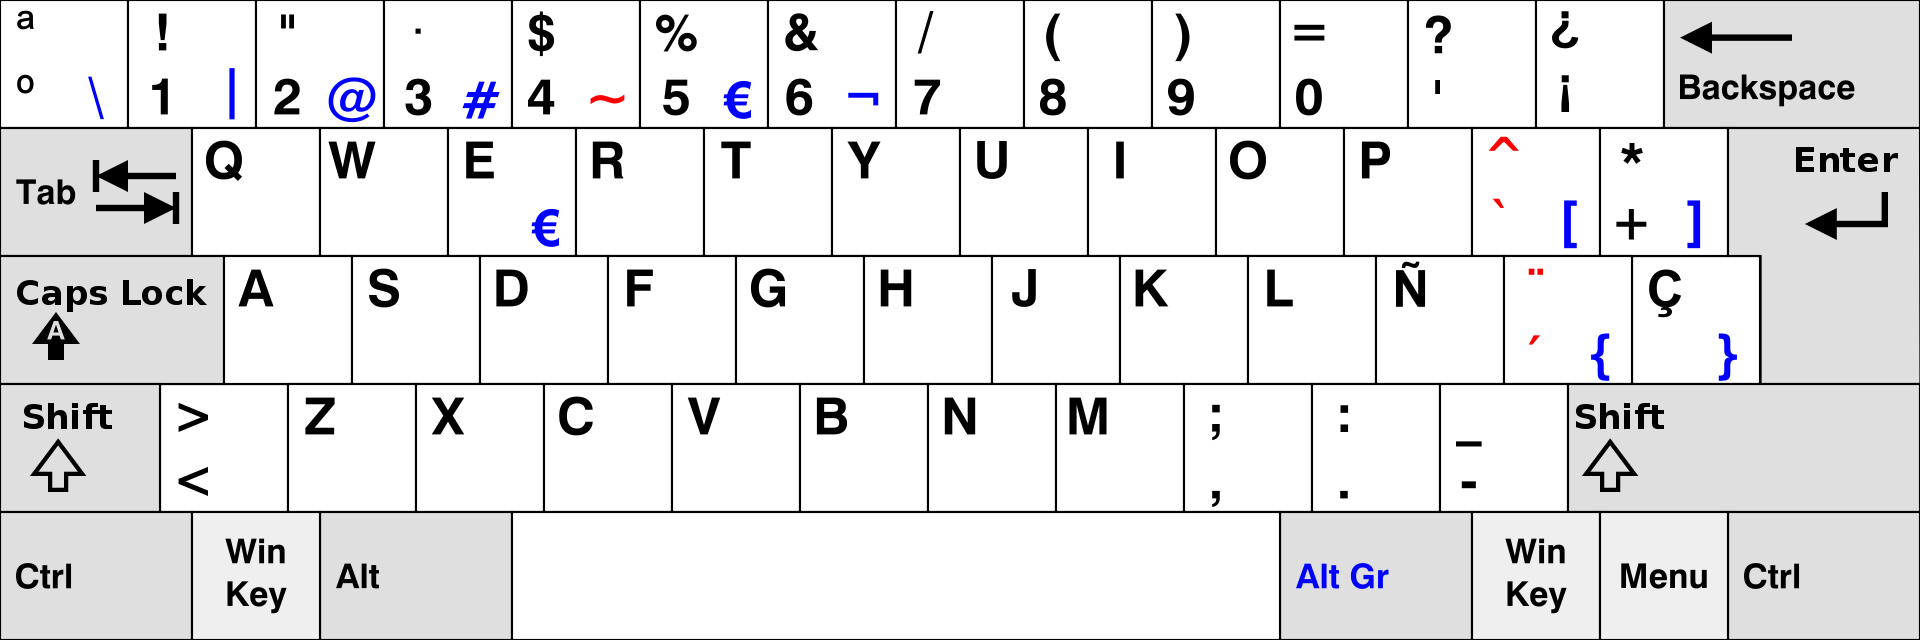 a ! " · $ % & / ( ) = ? ¿
o \ 1 | 2 @ 3 # 4 ~ 5 € 6 ¬ 7 8 9 0 ' ¡ Backspace
Tab Q W E € R T Y U I O P ^ ` [ * + ] Enter
Caps Lock A A S D F G H J K L Ñ ¨ ´ { Ç }
Shift > < Z X C V B N M ; , : . _ - Shift
Ctrl Win Key Alt Alt Gr Win Key Menu Ctrl